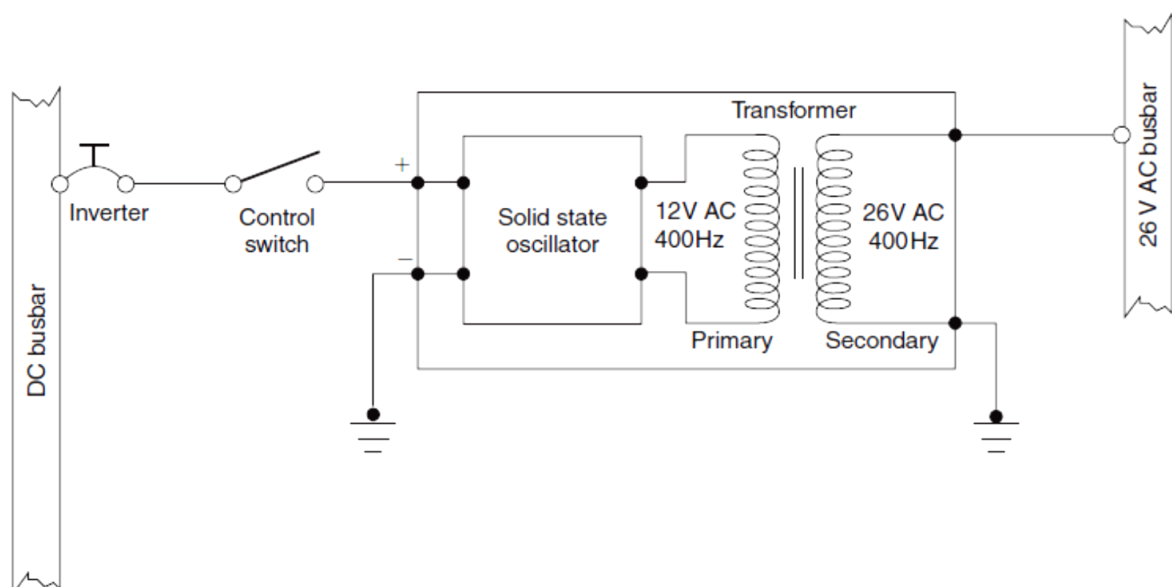 DC busbar
Inverter
Control
switch
+
−
Solid state
oscillator
12V AC
400Hz
Transformer
Primary
26V AC
400Hz
Secondary
26 V AC busbar